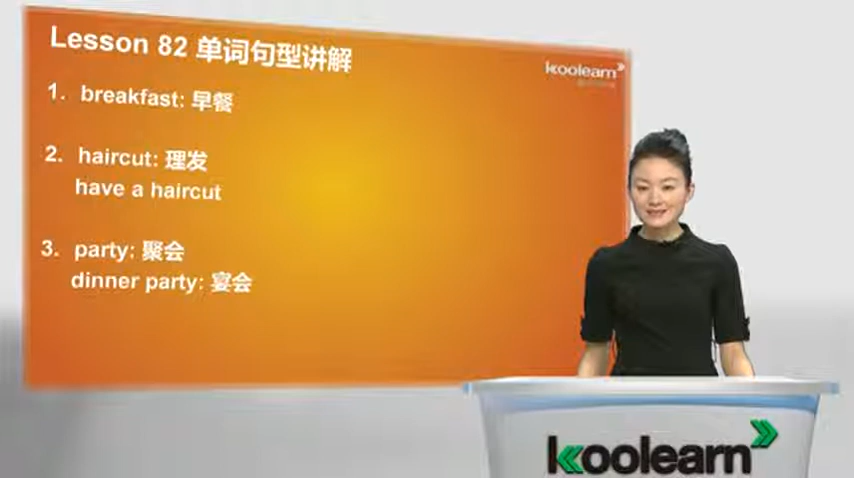 Lesson 82 单词句型讲解
koolearn
1. breakfast: 早餐
2. haircut: 理发
have a haircut
3. party: 聚会
dinner party: 宴会
koolearn